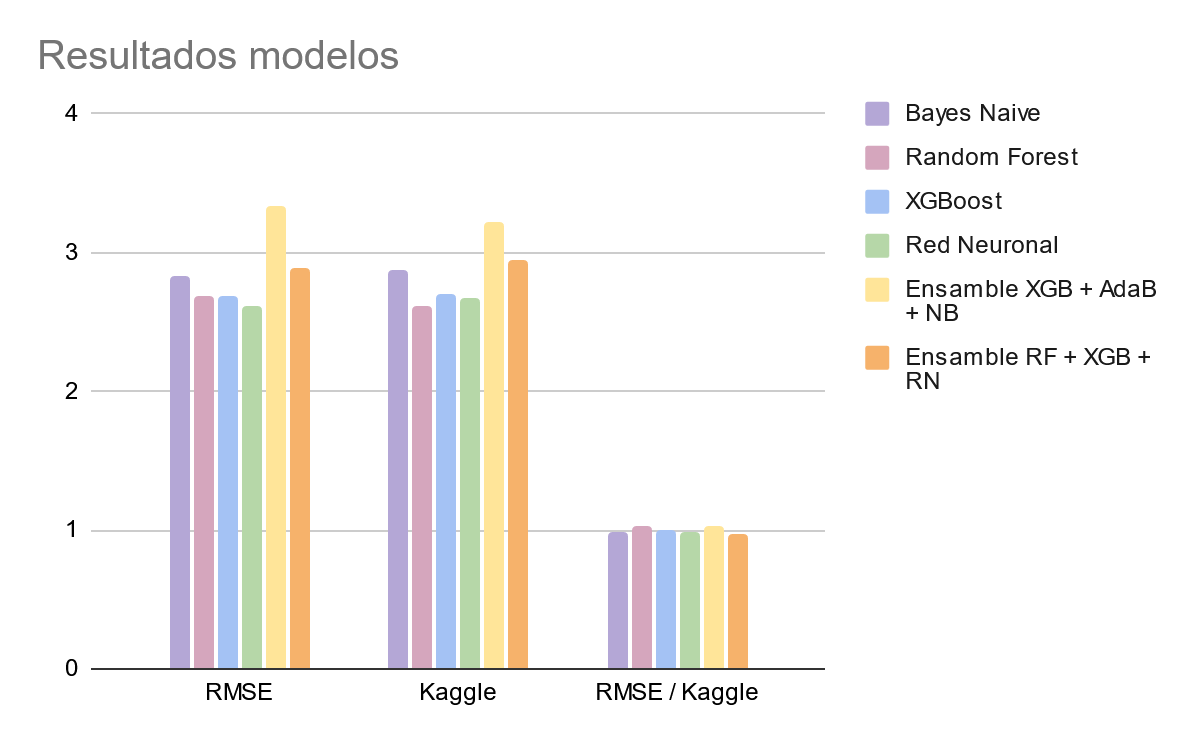 Resultados modelos
4
3
2
1
0
RMSE
Kaggle
RMSE / Kaggle
Bayes Naive
Random Forest
XGBoost
Red Neuronal
Ensamble XGB + AdaB
+ NB
Ensamble RF + XGB +
RN